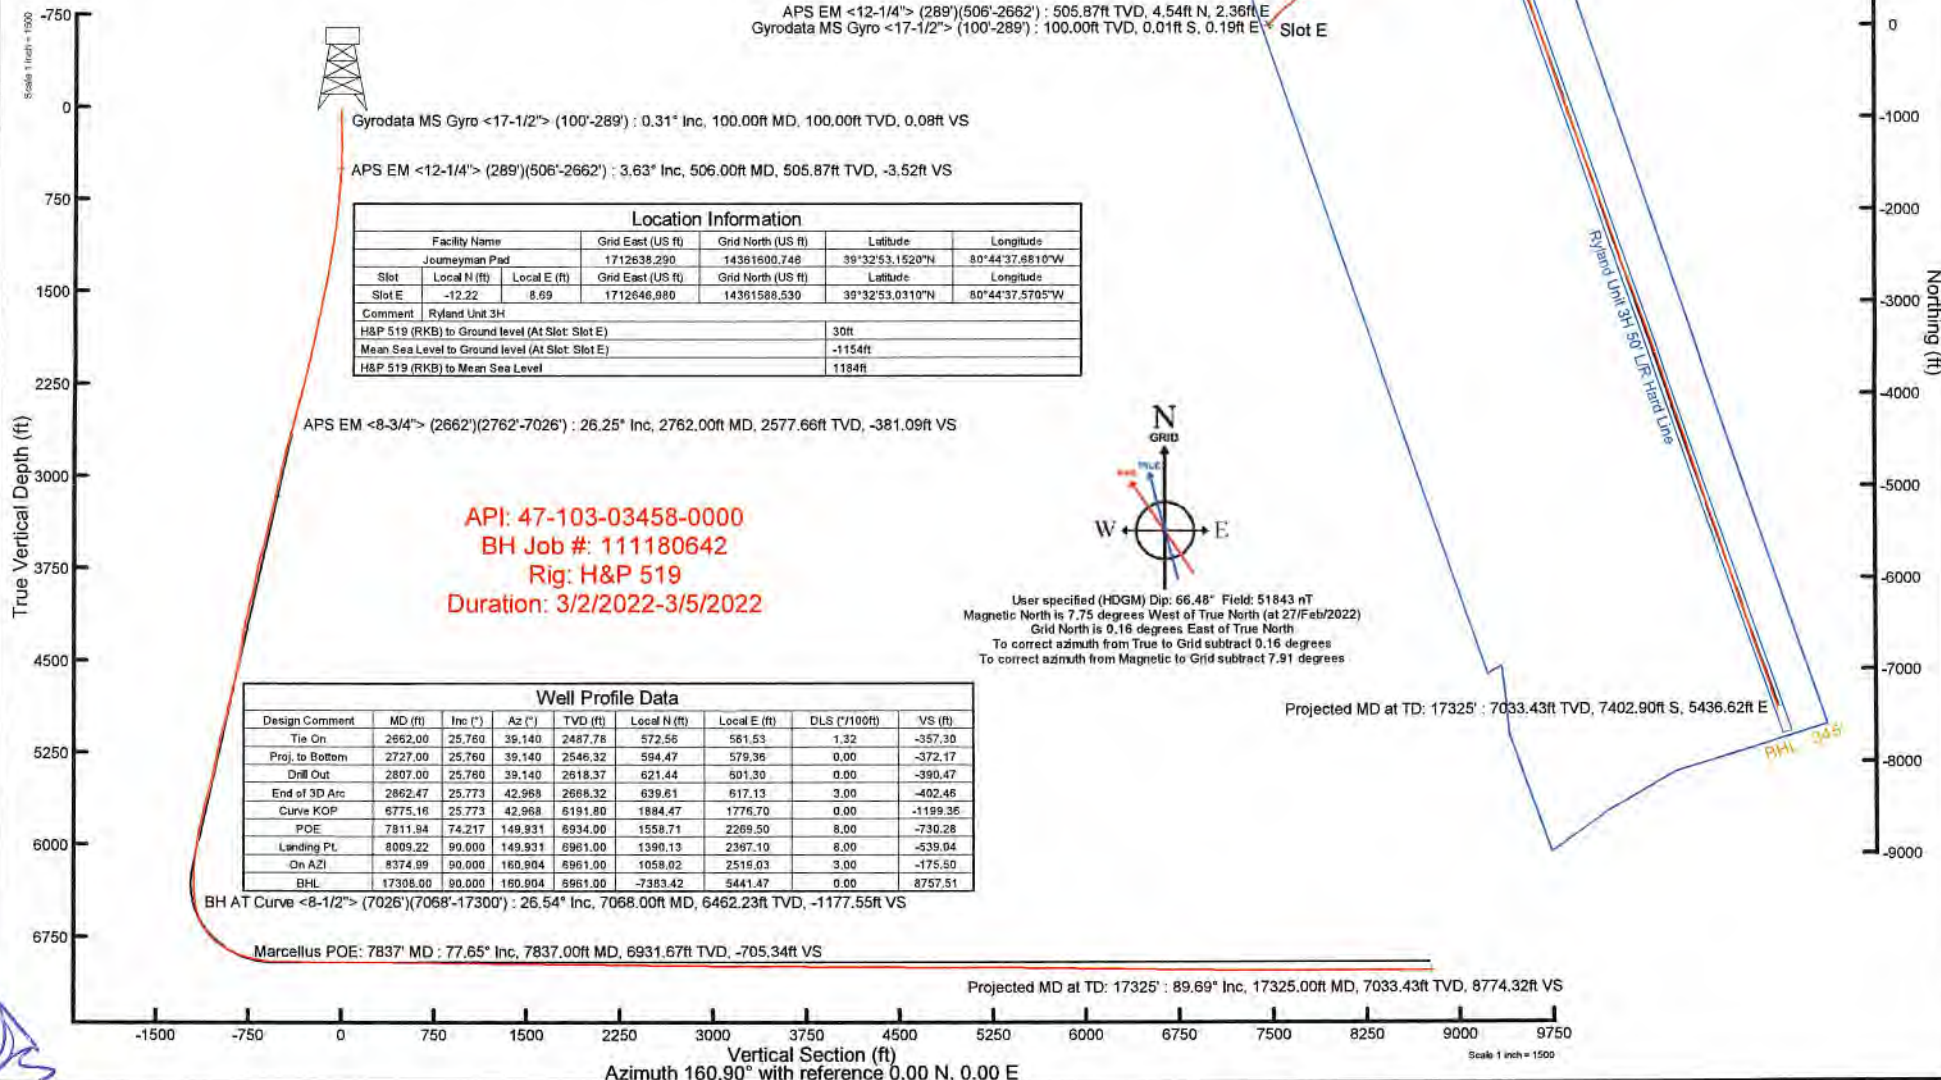 APS EM <12-1/4"> (289')(506'-2662') : 505.87ft TVD, 4.54ft N, 2.36ft E
Gyrodata MS Gyro <17-1/2"> (100'-289') : 100.00ft TVD, 0.01ft S, 0.19ft E
Slot E
Scale 1 inch = 1500
-750
0
750
1500
2250
3000
3750
4500
5250
6000
6750
True Vertical Depth (ft)
Gyrodata MS Gyro <17-1/2"> (100'-289') : 0.31° Inc, 100.00ft MD, 100.00ft TVD, 0.08ft VS
APS EM <12-1/4"> (289')(506'-2662') : 3.63° Inc, 506.00ft MD, 505.87ft TVD, -3.52ft VS
Location Information
Facility Name Grid East (US ft) Grid North (US ft) Latitude Longitude
Journeyman Pad 1712638.290 14361600.746 39°32'53.1520"N 80°44'37.6810"W
Slot Local N (ft) Local E (ft) Grid East (US ft) Grid North (US ft) Latitude Longitude
Slot E -12.22 8.69 1712646.980 14361588.530 39°32'53.0310"N 80°44'37.5705"W
Comment Ryland Unit 3H
H&P 519 (RKB) to Ground level (At Slot: Slot E) 30ft
Mean Sea Level to Ground level (At Slot: Slot E) -1154ft
H&P 519 (RKB) to Mean Sea Level 1184ft
APS EM <8-3/4"> (2662')(2762'-7026') : 26.25° Inc, 2762.00ft MD, 2577.66ft TVD, -381.09ft VS
API: 47-103-03458-0000
BH Job #: 111180642
Rig: H&P 519
Duration: 3/2/2022-3/5/2022
N
GRID
TRUE
W E
User specified (HDGM) Dip: 66.48° Field: 51843 nT
Magnetic North is 7.75 degrees West of True North (at 27/Feb/2022)
Grid North is 0.16 degrees East of True North
To correct azimuth from True to Grid subtract 0.16 degrees
To correct azimuth from Magnetic to Grid subtract 7.91 degrees
Well Profile Data
Design Comment MD (ft) Inc (°) Az (°) TVD (ft) Local N (ft) Local E (ft) DLS (°/100ft) VS (ft)
Tie On 2662.00 25.760 39.140 2487.78 572.56 561.53 1.32 -357.30
Proj. to Bottom 2727.00 25.760 39.140 2546.32 594.47 579.36 0.00 -372.17
Drill Out 2807.00 25.760 39.140 2618.37 621.44 601.30 0.00 -390.47
End of 3D Arc 2862.47 25.773 42.968 2668.32 639.61 617.13 3.00 -402.46
Curve KOP 6775.16 25.773 42.968 6191.80 1884.47 1776.70 0.00 -1199.36
POE 7811.94 74.217 149.931 6934.00 1558.71 2269.50 8.00 -730.28
Landing Pt. 8009.22 90.000 149.931 6961.00 1390.13 2367.10 8.00 -539.04
On AZI 8374.99 90.000 160.904 6961.00 1058.02 2519.03 3.00 -175.50
BHL 17308.00 90.000 160.904 6961.00 -7383.42 5441.47 0.00 8757.51
BH AT Curve <8-1/2"> (7026')(7068'-17300') : 26.54° Inc, 7068.00ft MD, 6462.23ft TVD, -1177.55ft VS
Marcellus POE: 7837' MD : 77.65° Inc, 7837.00ft MD, 6931.67ft TVD, -705.34ft VS
Projected MD at TD: 17325' : 89.69° Inc, 17325.00ft MD, 7033.43ft TVD, 8774.32ft VS
-1500 -750 0 750 1500 2250 3000 3750 4500 5250 6000 6750 7500 8250 9000 9750
Vertical Section (ft)
Azimuth 160.90° with reference 0.00 N, 0.00 E
Scale 1 inch = 1500
Ryland Unit 3H 50' L/R Hard Line
Projected MD at TD: 17325' : 7033.43ft TVD, 7402.90ft S, 5436.62ft E
BHL 345'
0
-1000
-2000
-3000
-4000
-5000
-6000
-7000
-8000
-9000
Northing (ft)